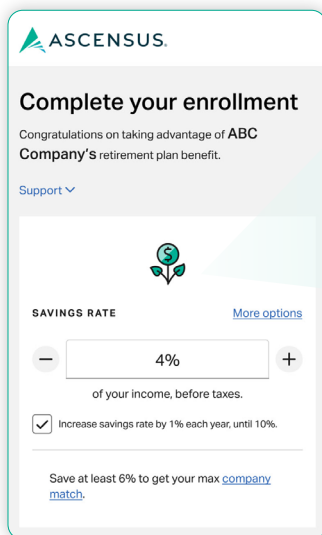 ASCENSUS.
Complete your enrollment
Congratulations on taking advantage of ABC
Company's retirement plan benefit.
Support
$
SAVINGS RATE More options
− 4% +
of your income, before taxes.
Increase savings rate by 1% each year, until 10%.
Save at least 6% to get your max company
match.